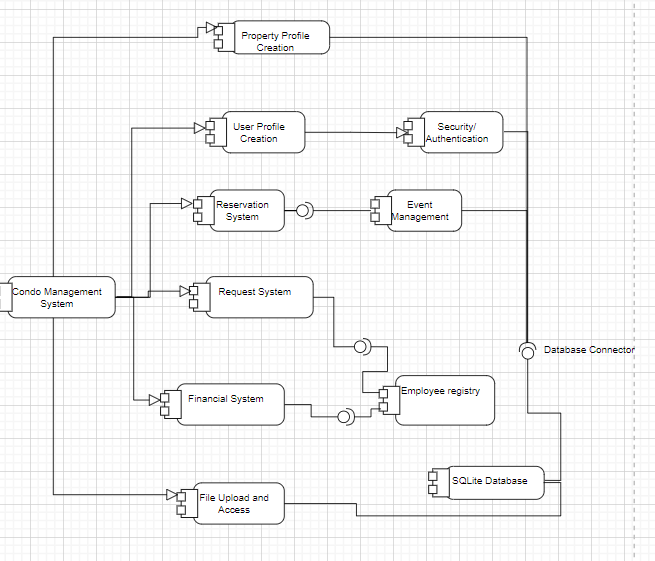 Property Profile
Creation
User Profile
Creation
Security/
Authentication
Reservation
System
Event
Management
Condo Management
System
Request System
Database Connector
Financial System
Employee registry
SQLite Database
File Upload and
Access